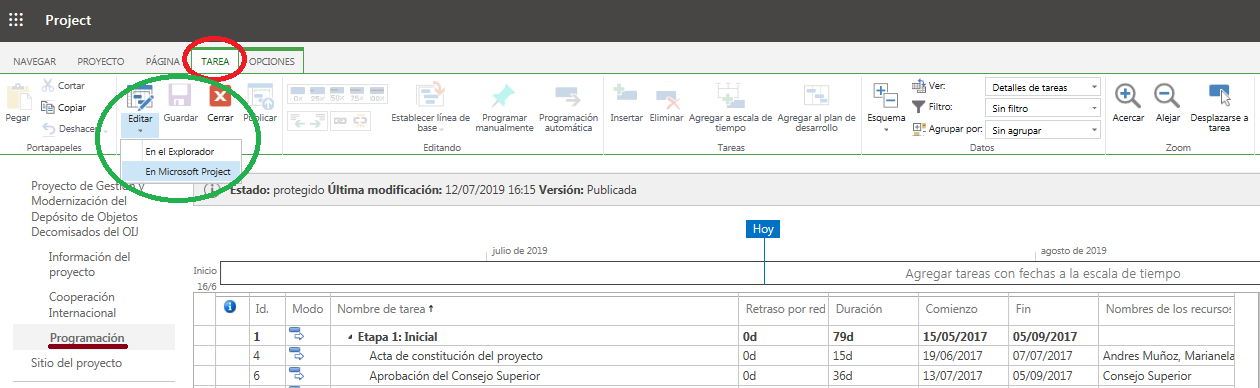 Project
NAVEGAR PROYECTO PÁGINA TAREA OPCIONES
Pegar
Cortar
Copiar
Deshacer
Portapapeles
Editar
Guardar
Cerrar
Publicar
En el Explorador
En Microsoft Project
0% 25% 50% 75% 100%
Establecer línea de
base
Programar
manualmente
Programación
automática
Editando
Insertar
Eliminar
Agregar a escala de
tiempo
Agregar al plan de
desarrollo
Tareas
Esquema
Ver: Detalles de tareas
Filtro: Sin filtro
Agrupar por: Sin agrupar
Datos
Acercar
Alejar
Desplazarse a
tarea
Zoom
Proyecto de Gestión y
Modernización del
Depósito de Objetos
Decomisados del OIJ
Información del
proyecto
Cooperación
Internacional
Programación
Sitio del proyecto
Estado: protegido Última modificación: 12/07/2019 16:15 Versión: Publicada
Hoy
julio de 2019 agosto de 2019
Inicio
16/6
Agregar tareas con fechas a la escala de tiempo
Id. Modo Nombre de tarea Retraso por red Duración Comienzo Fin Nombres de los recursos
1 Etapa 1: Inicial 0d 79d 15/05/2017 05/09/2017
4 Acta de constitución del proyecto 0d 15d 19/06/2017 07/07/2017 Andres Muñoz, Marianela
6 Aprobación del Consejo Superior 0d 36d 13/07/2017 05/09/2017 Consejo Superior